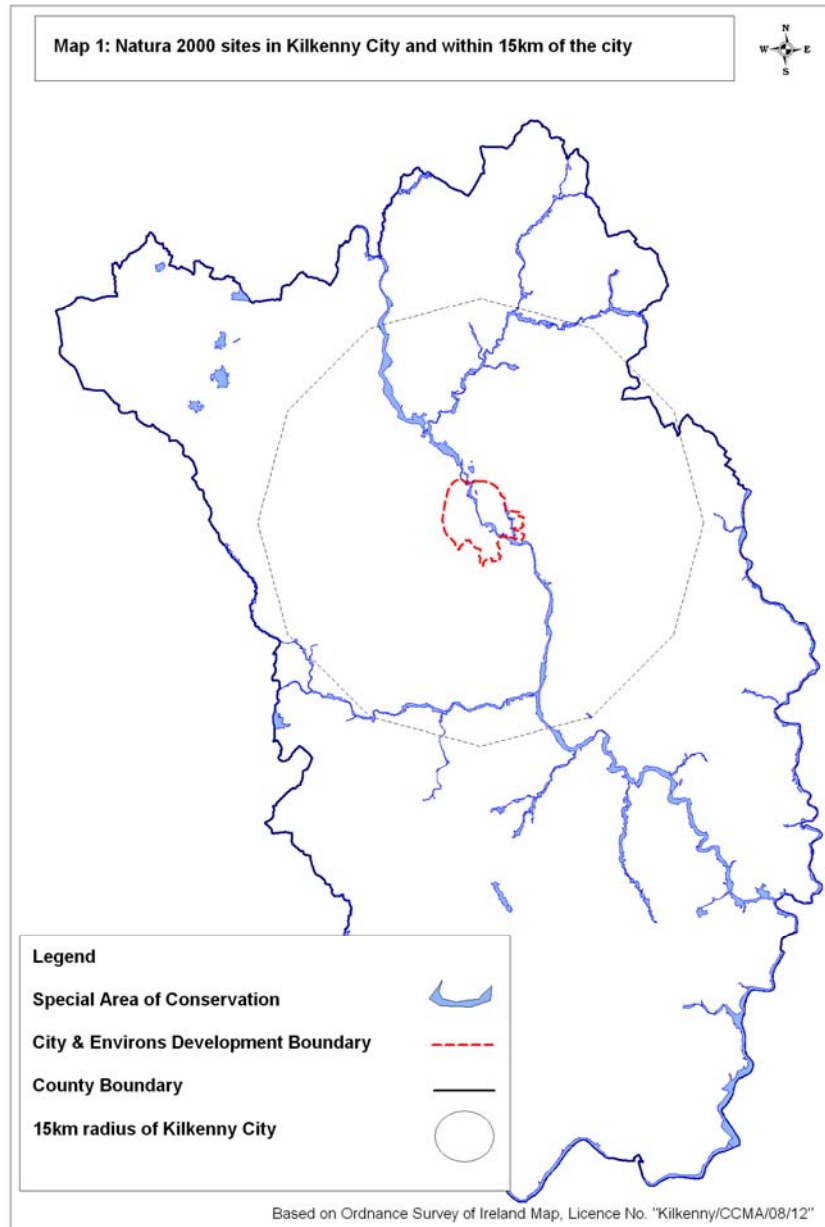 Map 1: Natura 2000 sites in Kilkenny City and within 15km of the city
N
W E
S
Legend
Special Area of Conservation
City & Environs Development Boundary
County Boundary
15km radius of Kilkenny City
Based on Ordnance Survey of Ireland Map, Licence No. "Kilkenny/CCMA/08/12"